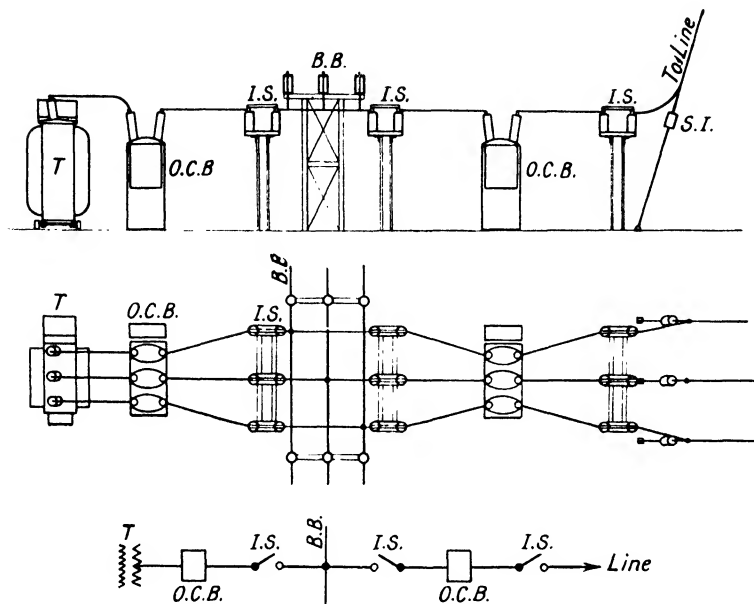 B.B.
I.S.
I.S.
I.S.
To Line
S.I.
T
O.C.B
O.C.B.
B.B
T
O.C.B.
I.S.
T
I.S.
B.B.
I.S.
I.S.
Line
O.C.B.
O.C.B.